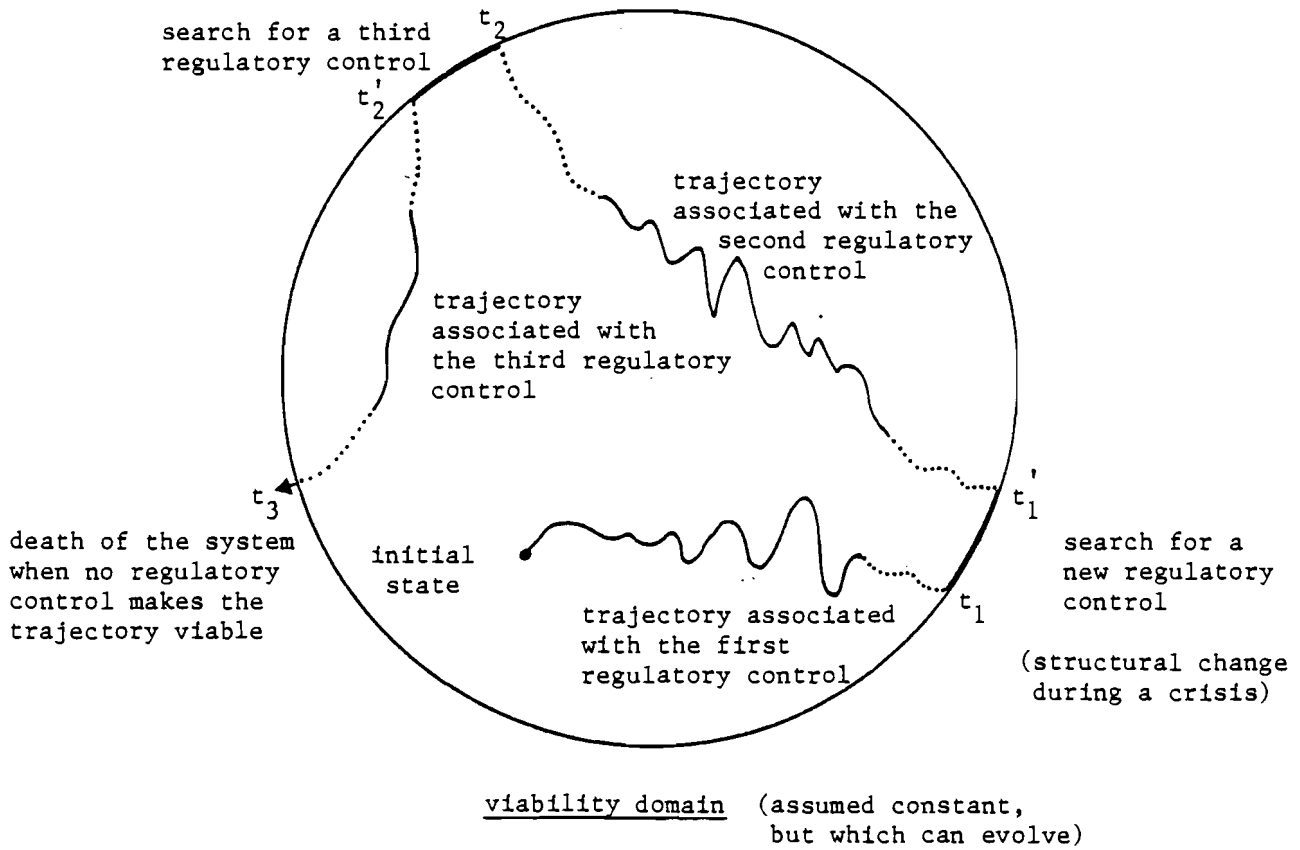 search for a third
regulatory control
t2
t2'
trajectory
associated with the
second regulatory
control
trajectory
associated with
the third regulatory
control
t3
death of the system
when no regulatory
control makes the
trajectory viable
initial
state
t1'
t1
search for a
new regulatory
control
(structural change
during a crisis)
trajectory associated
with the first
regulatory control
viability domain (assumed constant,
but which can evolve)